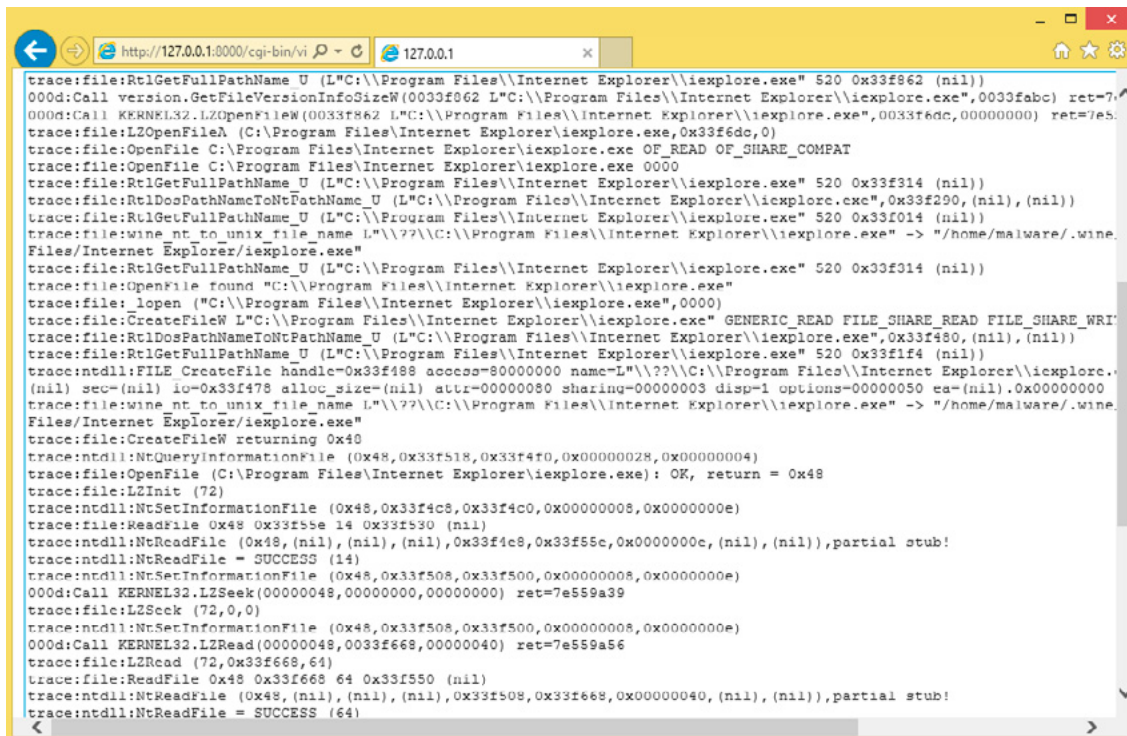 http://127.0.0.1:8000/cgi-bin/vi
127.0.0.1
trace:file:RtlGetFullPathName_U (L"C:\\Program Files\\Internet Explorer\\iexplore.exe" 520 0x33f862 (nil))
000d:Call version.GetFileVersionInfoSizeW(0033f862 L"C:\\Program Files\\Internet Explorer\\iexplore.exe",0033fabc) ret=7
000d:Call KERNEL32.LZOpenFileW(0033f862 L"C:\\Program Files\\Internet Explorer\\iexplore.exe",0033f6dc,00000000) ret=7e5
trace:file:LZOpenFileA (C:\Program Files\Internet Explorer\iexplore.exe,0x33f6dc,0)
trace:file:OpenFile C:\Program Files\Internet Explorer\iexplore.exe OF_READ OF_SHARE_COMPAT
trace:file:OpenFile C:\Program Files\Internet Explorer\iexplore.exe 0000
trace:file:RtlGetFullPathName_U (L"C:\\Program Files\\Internet Explorer\\iexplore.exe" 520 0x33f314 (nil))
trace:file:RtlDosPathNameToNtPathName_U (L"C:\\Program Files\\Internet Explorer\\iexplore.exe",0x33f290,(nil),(nil))
trace:file:RtlGetFullPathName_U (L"C:\\Program Files\\Internet Explorer\\iexplore.exe" 520 0x33f014 (nil))
trace:file:wine_nt_to_unix_file_name L"\\??\\C:\\Program Files\\Internet Explorer\\iexplore.exe" -> "/home/malware/.wine
Files/Internet Explorer/iexplore.exe"
trace:file:RtlGetFullPathName_U (L"C:\\Program Files\\Internet Explorer\\iexplore.exe" 520 0x33f314 (nil))
trace:file:OpenFile found "C:\\Program Files\\Internet Explorer\\iexplore.exe"
trace:file:_lopen ("C:\\Program Files\\Internet Explorer\\iexplore.exe",0000)
trace:file:CreateFileW L"C:\\Program Files\\Internet Explorer\\iexplore.exe" GENERIC_READ FILE_SHARE_READ FILE_SHARE_WRIT
trace:file:RtlDosPathNameToNtPathName_U (L"C:\\Program Files\\Internet Explorer\\iexplore.exe",0x33f480,(nil),(nil))
trace:file:RtlGetFullPathName_U (L"C:\\Program Files\\Internet Explorer\\iexplore.exe" 520 0x33f1f4 (nil))
trace:ntdll:FILE_CreateFile handle=0x33f488 access=80000000 name=L"\\??\\C:\\Program Files\\Internet Explorer\\iexplore.
(nil) sec=(nil) io=0x33f478 alloc_size=(nil) attr=00000080 sharing=00000003 disp=1 options=00000050 ea=(nil).0x00000000
trace:file:wine_nt_to_unix_file_name L"\\??\\C:\\Program Files\\Internet Explorer\\iexplore.exe" -> "/home/malware/.wine
Files/Internet Explorer/iexplore.exe"
trace:file:CreateFileW returning 0x48
trace:ntdll:NtQueryInformationFile (0x48,0x33f518,0x33f4f0,0x00000028,0x00000004)
trace:file:OpenFile (C:\Program Files\Internet Explorer\iexplore.exe): OK, return = 0x48
trace:file:LZInit (72)
trace:ntdll:NtSetInformationFile (0x48,0x33f4c8,0x33f4c0,0x00000008,0x0000000e)
trace:file:ReadFile 0x48 0x33f55e 14 0x33f530 (nil)
trace:ntdll:NtReadFile (0x48,(nil),(nil),(nil),0x33f4e8,0x33f55e,0x0000000e,(nil),(nil)),partial stub!
trace:ntdll:NtReadFile = SUCCESS (14)
trace:ntdll:NtSetInformationFile (0x48,0x33f508,0x33f500,0x00000008,0x0000000e)
000d:Call KERNEL32.LZSeek(00000048,00000000,00000000) ret=7e559a39
trace:file:LZSeek (72,0,0)
trace:ntdll:NtSetInformationFile (0x48,0x33f508,0x33f500,0x00000008,0x0000000e)
000d:Call KERNEL32.LZRead(00000048,0033f668,00000040) ret=7e559a56
trace:file:LZRead (72,0x33f668,64)
trace:file:ReadFile 0x48 0x33f668 64 0x33f550 (nil)
trace:ntdll:NtReadFile (0x48,(nil),(nil),(nil),0x33f508,0x33f668,0x00000040,(nil),(nil)),partial stub!
trace:ntdll:NtReadFile = SUCCESS (64)